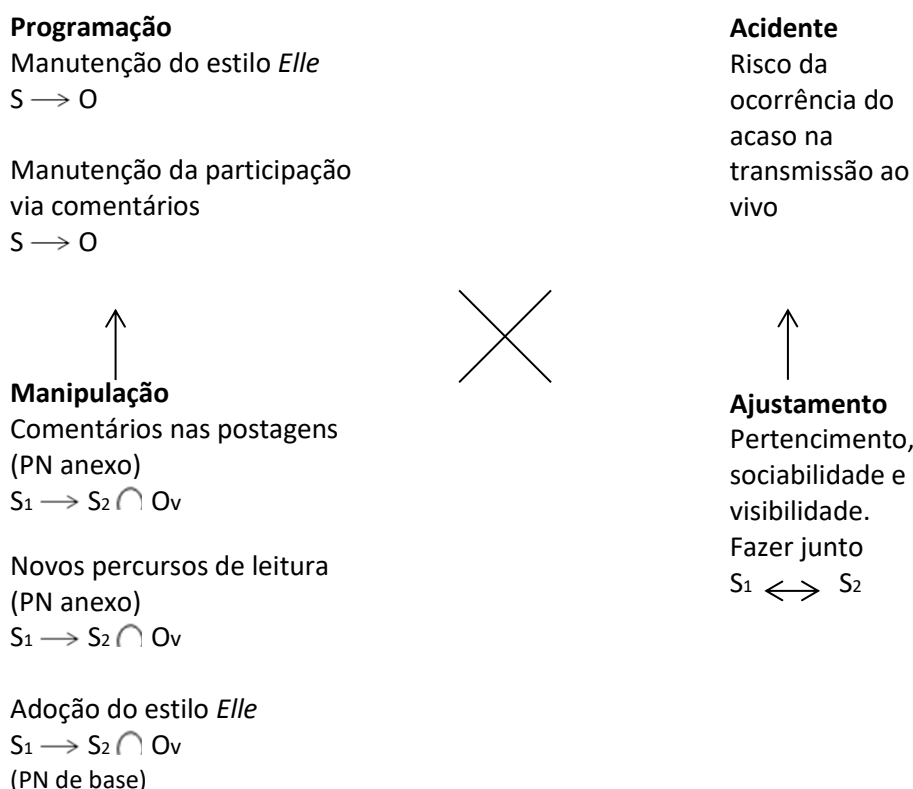 Programação
Manutenção do estilo Elle
S ⟶ O
Manutenção da participação
via comentários
S ⟶ O
Acidente
Risco da
ocorrência do
acaso na
transmissão ao
vivo
Manipulação
Comentários nas postagens
(PN anexo)
S1 ⟶ S2 ⋂ Ov
Novos percursos de leitura
(PN anexo)
S1 ⟶ S2 ⋂ Ov
Adoção do estilo Elle
S1 ⟶ S2 ⋂ Ov
(PN de base)
Ajustamento
Pertencimento,
sociabilidade e
visibilidade.
Fazer junto
S1 ⟷ S2